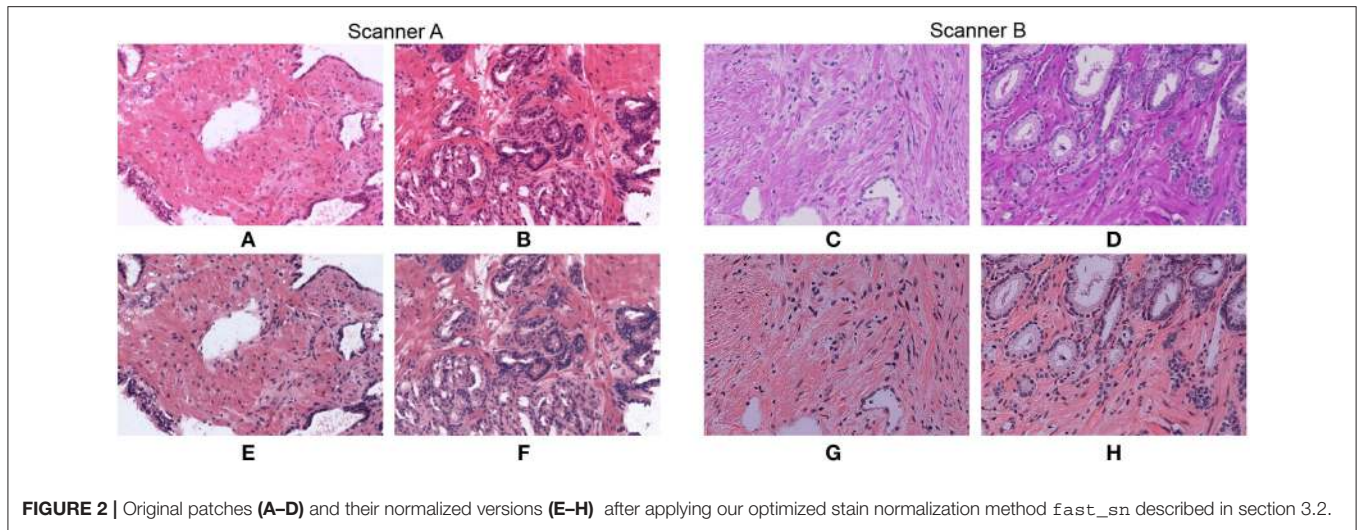 Scanner A
Scanner B
A
B
C
D
E
F
G
H
FIGURE 2 | Original patches (A–D) and their normalized versions (E–H) after applying our optimized stain normalization method fast_sn described in section 3.2.